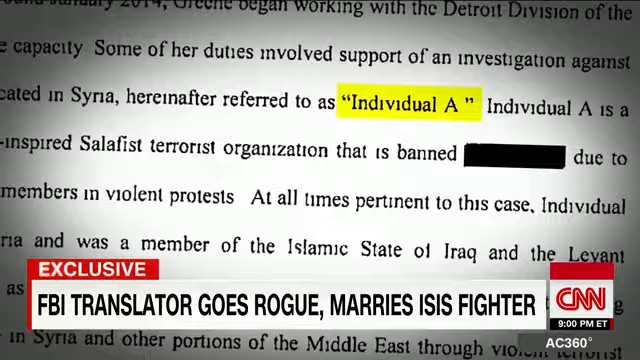 January 2014, Greene began working with the Detroit Division of the
capacity Some of her duties involved support of an investigation against
cated in Syria, hereinafter referred to as “Individual A ” Individual A is a
-inspired Salafist terrorist organization that is banned due to
members in violent protests At all times pertinent to this case, Individual
ria and was a member of the Islamic State of Iraq and the Levant
EXCLUSIVE
as
FBI TRANSLATOR GOES ROGUE, MARRIES ISIS FIGHTER
CNN
9:00 PM ET
in Syria and other portions of the Middle East through violent terrorist
AC360°